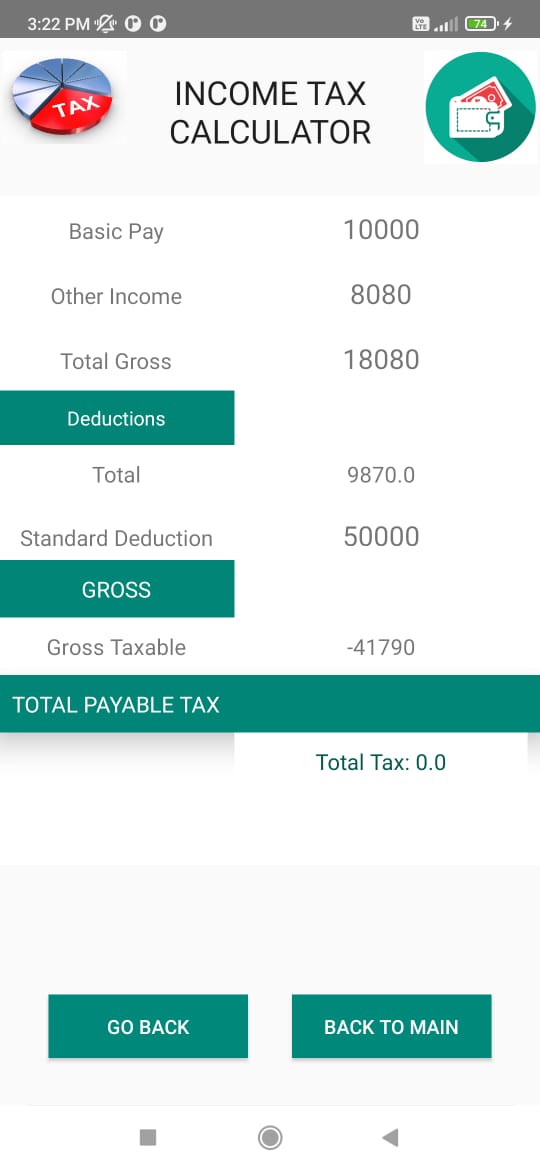 3:22 PM
Vo LTE
74
TAX
INCOME TAX
CALCULATOR
Basic Pay 10000
Other Income 8080
Total Gross 18080
Deductions
Total 9870.0
Standard Deduction 50000
GROSS
Gross Taxable -41790
TOTAL PAYABLE TAX
Total Tax: 0.0
GO BACK BACK TO MAIN